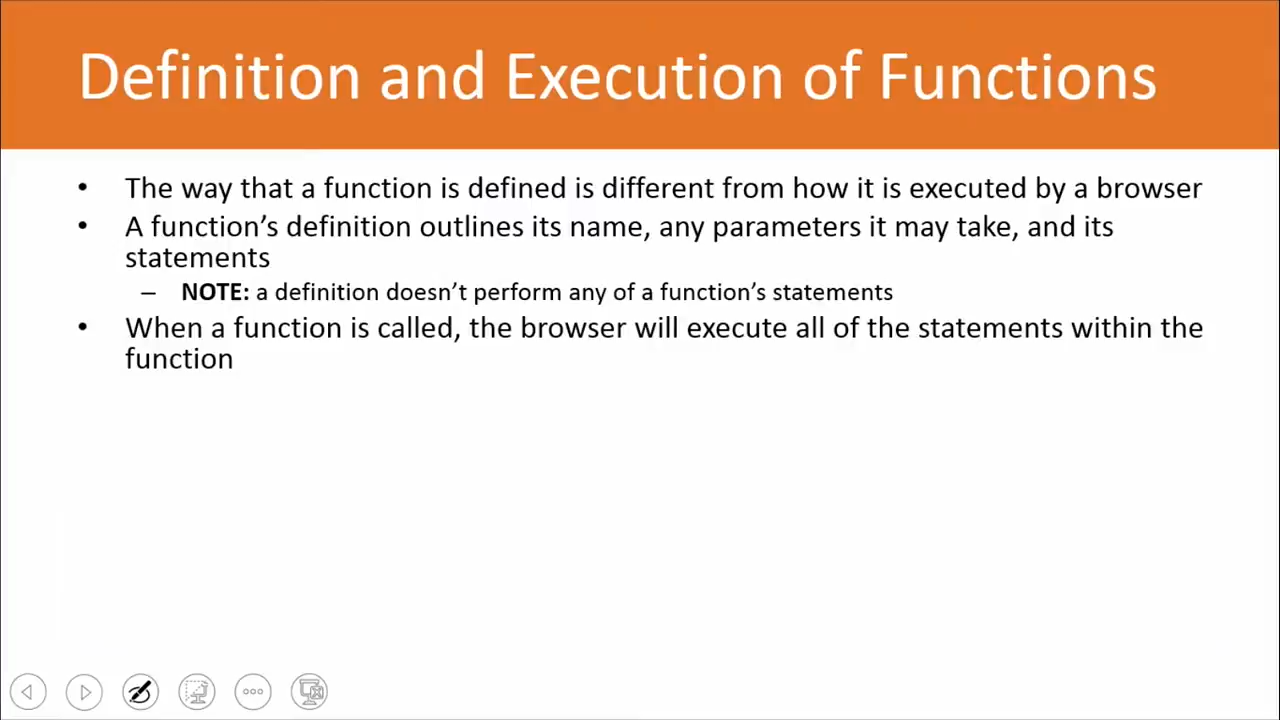 Definition and Execution of Functions
• The way that a function is defined is different from how it is executed by a browser
• A function’s definition outlines its name, any parameters it may take, and its
statements
– NOTE: a definition doesn’t perform any of a function’s statements
• When a function is called, the browser will execute all of the statements within the
function